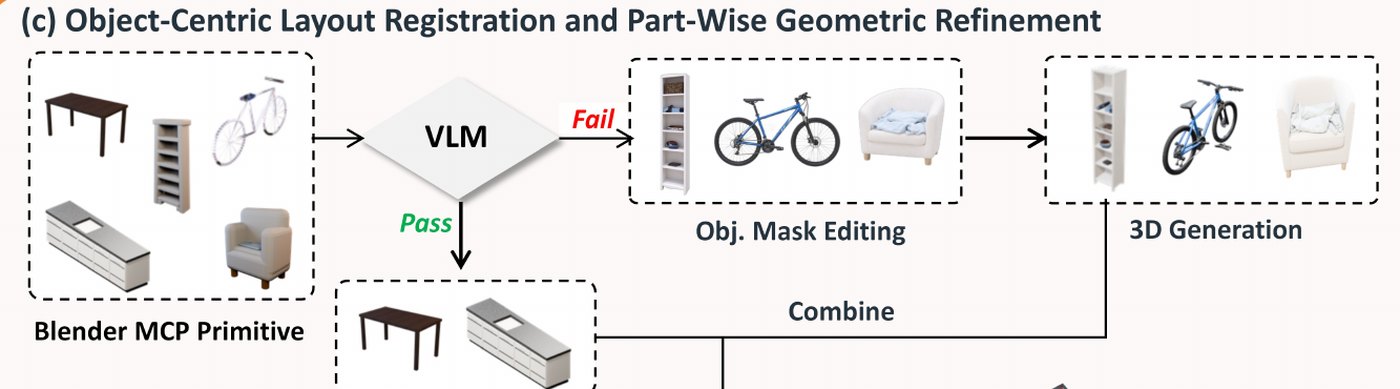 (c) Object-Centric Layout Registration and Part-Wise Geometric Refinement
VLM
Fail
Pass
Obj. Mask Editing
3D Generation
Blender MCP Primitive
Combine